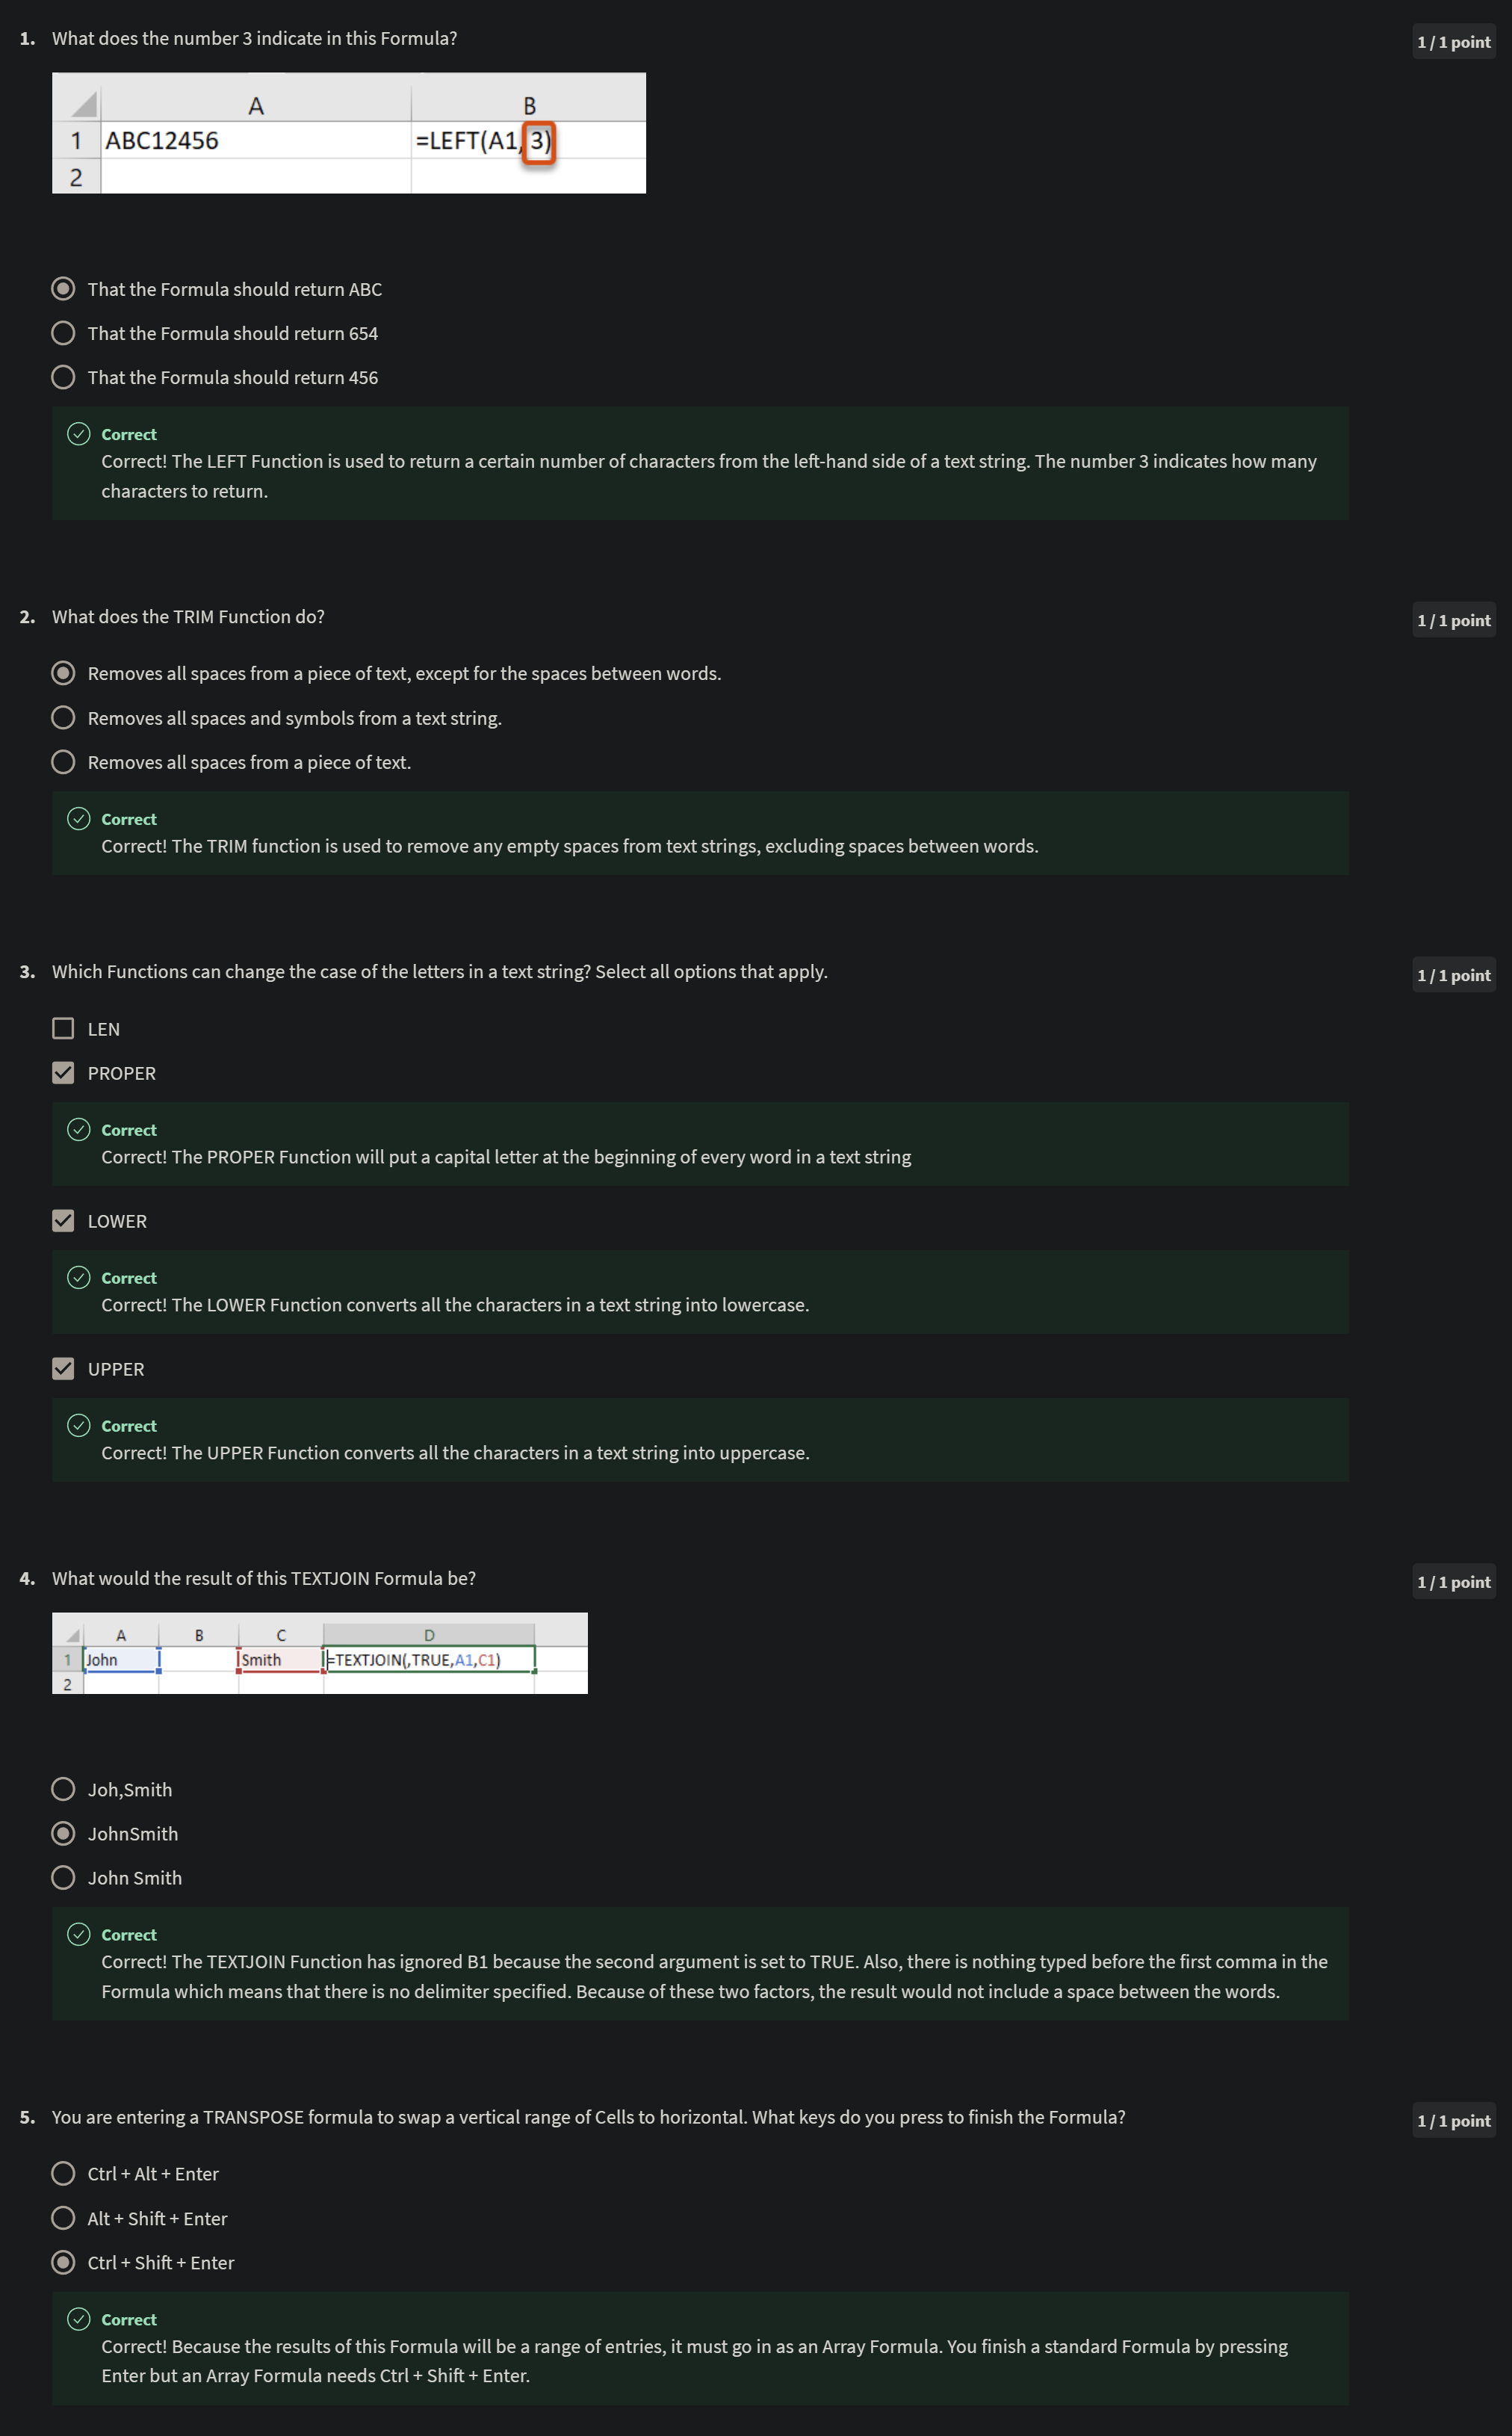 1. What does the number 3 indicate in this Formula?
1 / 1 point
A B
1 ABC12456 =LEFT(A1, 3)
2
That the Formula should return ABC
That the Formula should return 654
That the Formula should return 456
Correct
Correct! The LEFT Function is used to return a certain number of characters from the left-hand side of a text string. The number 3 indicates how many
characters to return.
2. What does the TRIM Function do?
1 / 1 point
Removes all spaces from a piece of text, except for the spaces between words.
Removes all spaces and symbols from a text string.
Removes all spaces from a piece of text.
Correct
Correct! The TRIM function is used to remove any empty spaces from text strings, excluding spaces between words.
3. Which Functions can change the case of the letters in a text string? Select all options that apply.
1 / 1 point
LEN
PROPER
Correct
Correct! The PROPER Function will put a capital letter at the beginning of every word in a text string
LOWER
Correct
Correct! The LOWER Function converts all the characters in a text string into lowercase.
UPPER
Correct
Correct! The UPPER Function converts all the characters in a text string into uppercase.
4. What would the result of this TEXTJOIN Formula be?
1 / 1 point
A B C D
1 John Smith =TEXTJOIN(,TRUE,A1,C1)
2
Joh,Smith
JohnSmith
John Smith
Correct
Correct! The TEXTJOIN Function has ignored B1 because the second argument is set to TRUE. Also, there is nothing typed before the first comma in the
Formula which means that there is no delimiter specified. Because of these two factors, the result would not include a space between the words.
5. You are entering a TRANSPOSE formula to swap a vertical range of Cells to horizontal. What keys do you press to finish the Formula?
1 / 1 point
Ctrl + Alt + Enter
Alt + Shift + Enter
Ctrl + Shift + Enter
Correct
Correct! Because the results of this Formula will be a range of entries, it must go in as an Array Formula. You finish a standard Formula by pressing
Enter but an Array Formula needs Ctrl + Shift + Enter.